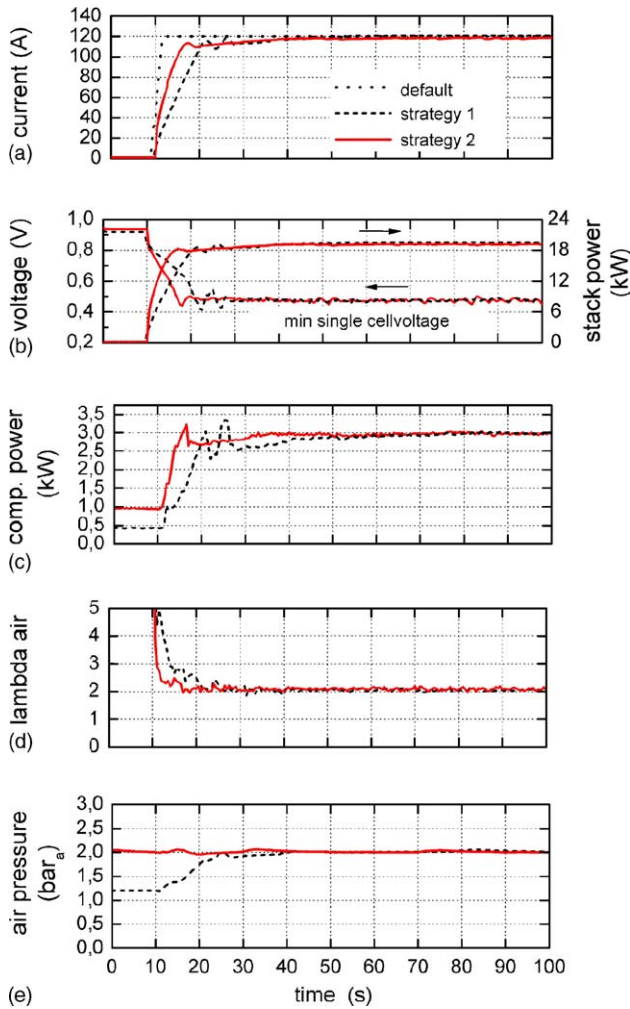 140
120
100
80
60
40
20
0
current (A)
(a)
default
strategy 1
strategy 2
1,0
0,8
0,6
0,4
0,2
voltage (V)
(b)
24
18
12
6
0
stack power
(kW)
min single cellvoltage
3,5
3,0
2,5
2,0
1,5
1,0
0,5
0,0
comp. power
(kW)
(c)
5
4
3
2
1
0
lambda air
(d)
3,0
2,5
2,0
1,5
1,0
0,5
0,0
air pressure
(bara)
(e)
0 10 20 30 40 50 60 70 80 90 100
time (s)